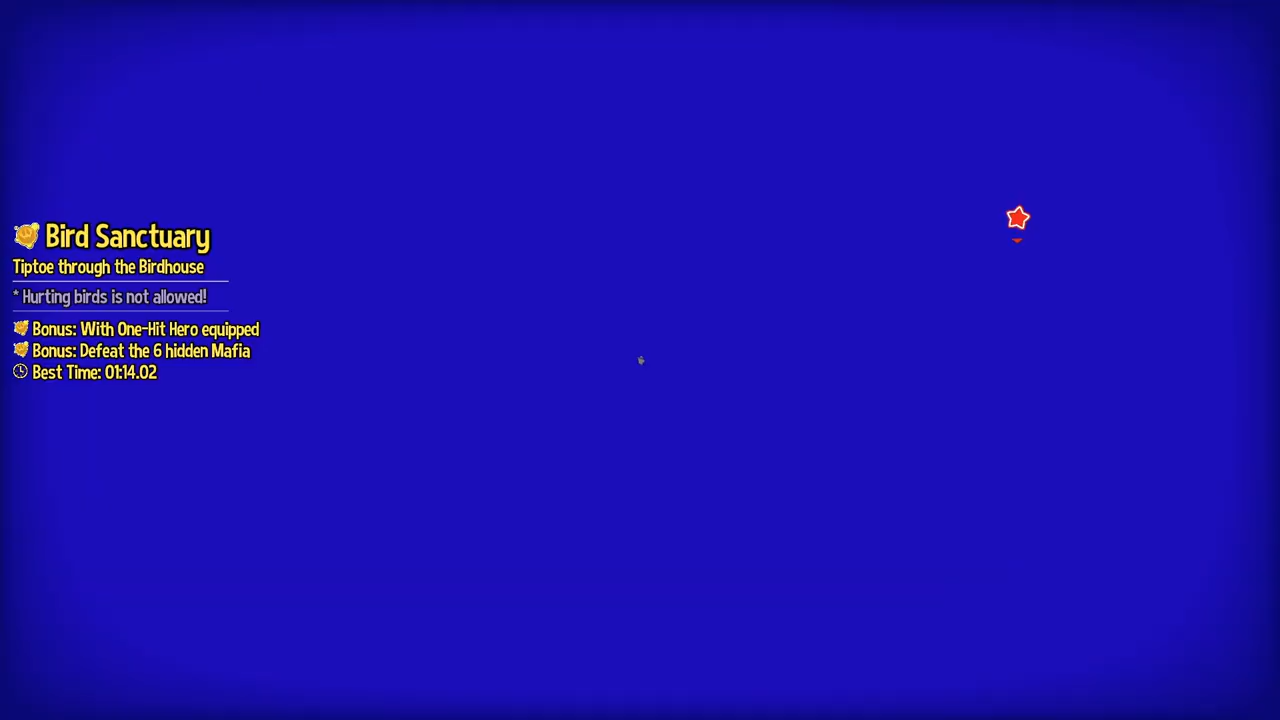 Bird Sanctuary
Tiptoe through the Birdhouse
* Hurting birds is not allowed!
Bonus: With One-Hit Hero equipped
Bonus: Defeat the 6 hidden Mafia
Best Time: 01:14.02